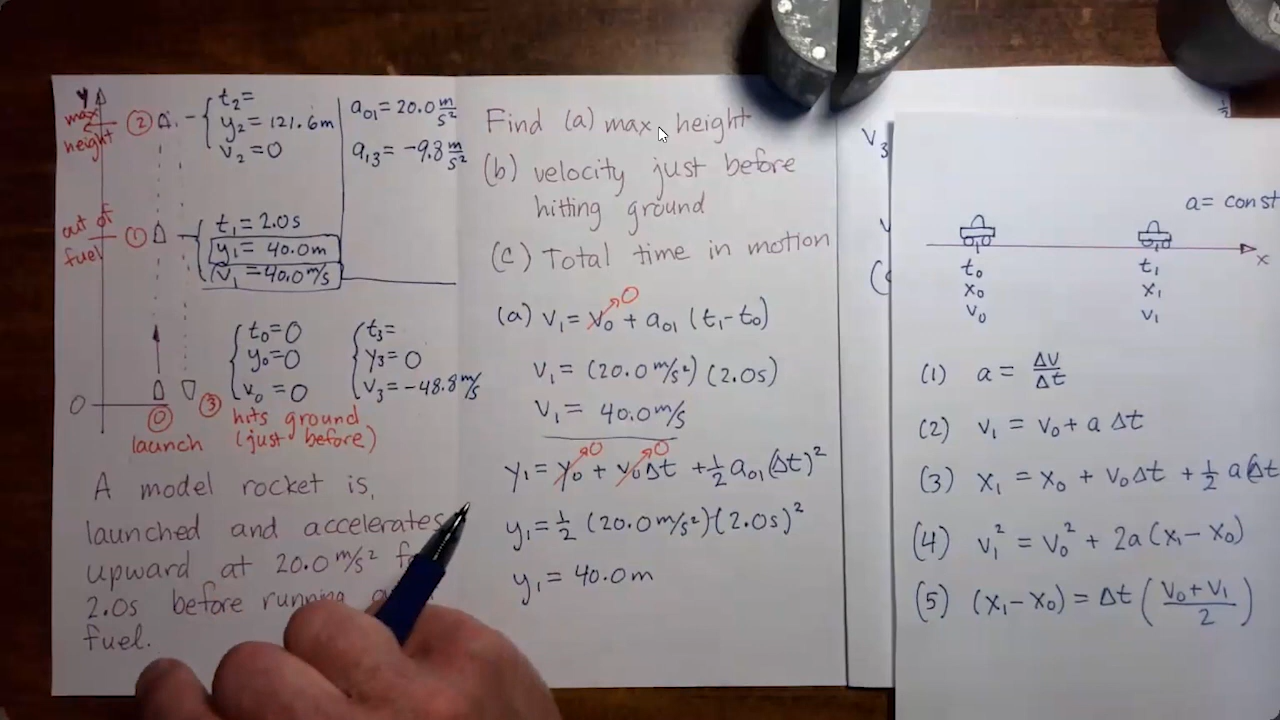 y
max height
②
t₂=
y₂ = 121.6m
v₂ = 0
a₀₁ = 20.0 m/s²
a₁₃ = -9.8 m/s²
out of fuel
①
t₁ = 2.0s
y₁ = 40.0m
v₁ = 40.0m/s
t₀=0
y₀=0
v₀ = 0
t₃=
y₃ = 0
v₃ = -48.8 m/s
0
⓪
launch
③ hits ground
(just before)
A model rocket is
launched and accelerates
upward at 20.0 m/s²
2.0s before running
fuel.
Find (a) max height
(b) velocity just before
hitting ground
(c) Total time in motion
(a) v₁ = v₀ + a₀₁ (t₁-t₀)
0
v₁ = (20.0 m/s²)(2.0s)
v₁ = 40.0m/s
0 0
y₁ = y₀ + v₀Δt + ½ a₀₁ (Δt)²
y₁ = ½ (20.0m/s²)(2.0s)²
y₁ = 40.0m
v₃
a = const
x
t₀
x₀
v₀
t₁
x₁
v₁
(1) a = Δv/Δt
(2) v₁ = v₀ + a Δt
(3) x₁ = x₀ + v₀Δt + ½ a(Δt
(4) v₁² = v₀² + 2a(x₁-x₀)
(5) (x₁-x₀) = Δt ( (v₀+v₁)/2 )